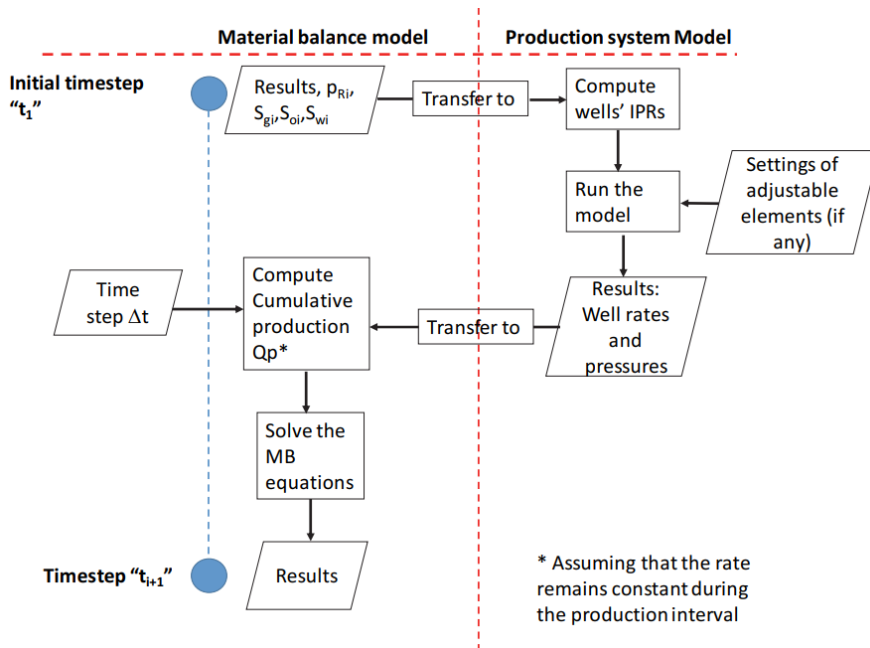 Material balance model
Production system Model
Initial timestep
“t₁”
Results, pRi,
Sgi,Soi,Swi
Transfer to
Compute
wells’ IPRs
Run the
model
Settings of
adjustable
elements (if
any)
Time
step Δt
Compute
Cumulative
production
Qp*
Transfer to
Results:
Well rates
and
pressures
Solve the
MB
equations
Timestep “ti+1”
Results
* Assuming that the rate
remains constant during
the production interval